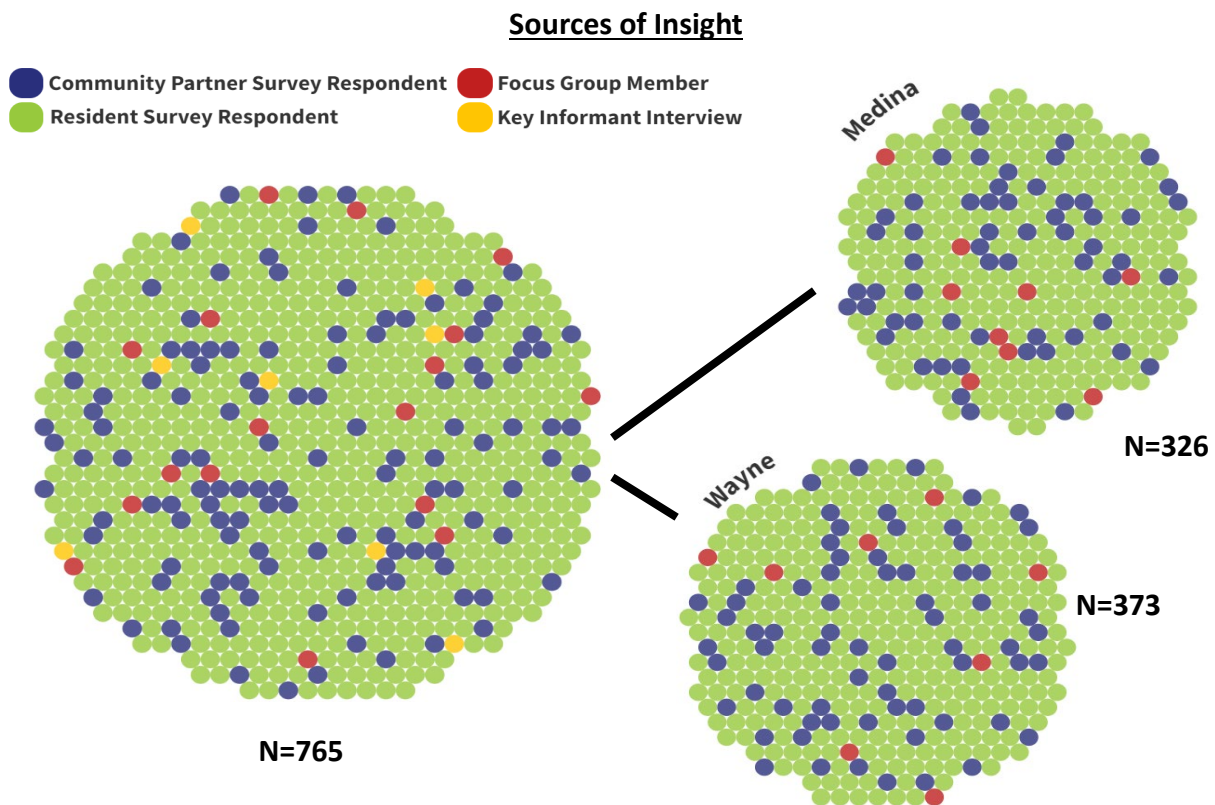 Sources of Insight
Community Partner Survey Respondent
Focus Group Member
Resident Survey Respondent
Key Informant Interview
Medina
N=326
Wayne
N=373
N=765